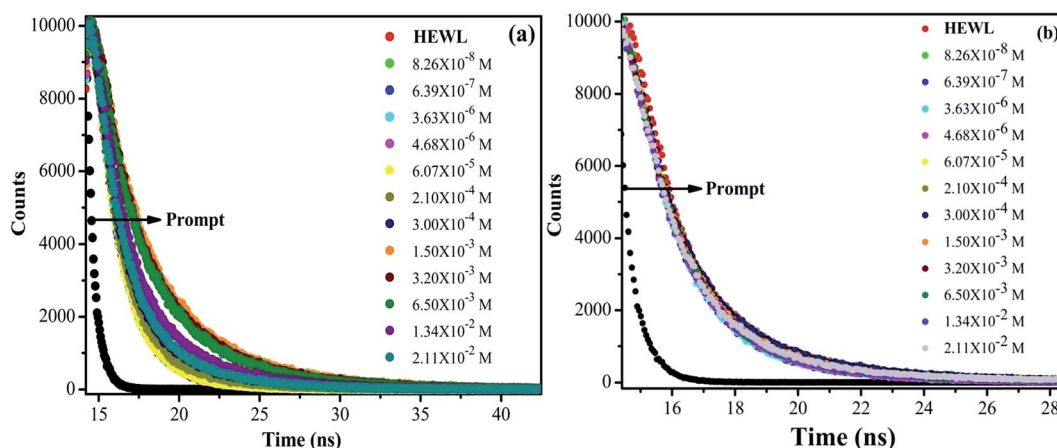 (a)
10000
8000
6000
4000
2000
0
Counts
15 20 25 30 35 40
Time (ns)
Prompt
HEWL
8.26X10⁻⁸ M
6.39X10⁻⁷ M
3.63X10⁻⁶ M
4.68X10⁻⁶ M
6.07X10⁻⁵ M
2.10X10⁻⁴ M
3.00X10⁻⁴ M
1.50X10⁻³ M
3.20X10⁻³ M
6.50X10⁻³ M
1.34X10⁻² M
2.11X10⁻² M
(b)
10000
8000
6000
4000
2000
0
Counts
16 18 20 22 24 26 28
Time (ns)
Prompt
HEWL
8.26X10⁻⁸ M
6.39X10⁻⁷ M
3.63X10⁻⁶ M
4.68X10⁻⁶ M
6.07X10⁻⁵ M
2.10X10⁻⁴ M
3.00X10⁻⁴ M
1.50X10⁻³ M
3.20X10⁻³ M
6.50X10⁻³ M
1.34X10⁻² M
2.11X10⁻² M